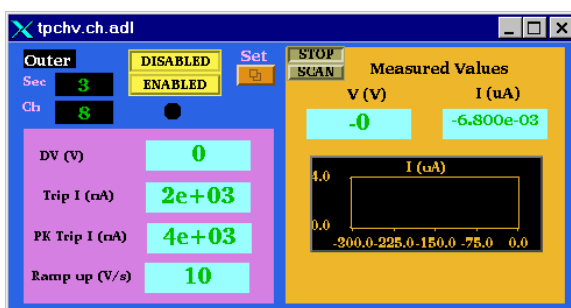 tpchv.ch.adl
Outer
DISABLED
Set
Sec 3
ENABLED
Ch 8
DV (V) 0
Trip I (nA) 2e+03
PK Trip I (nA) 4e+03
Ramp up (V/s) 10
STOP
SCAN
Measured Values
V (V) I (uA)
-0 -6.800e-03
I (uA)
4.0
0.0
-300.0-225.0-150.0 -75.0 0.0